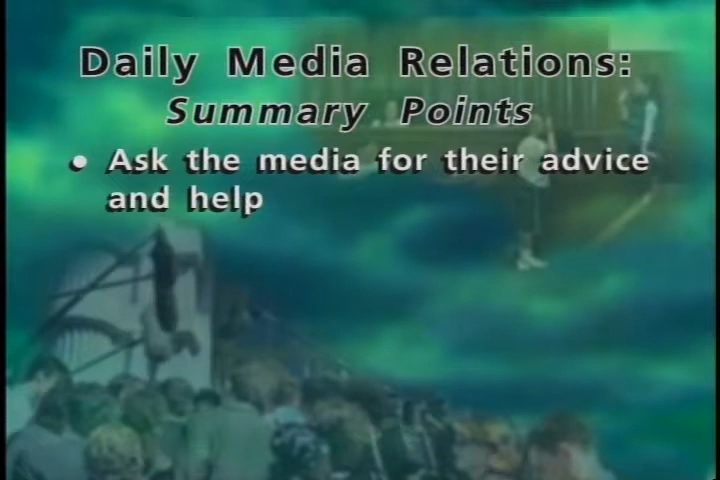 Daily Media Relations:
Summary Points
• Ask the media for their advice
and help